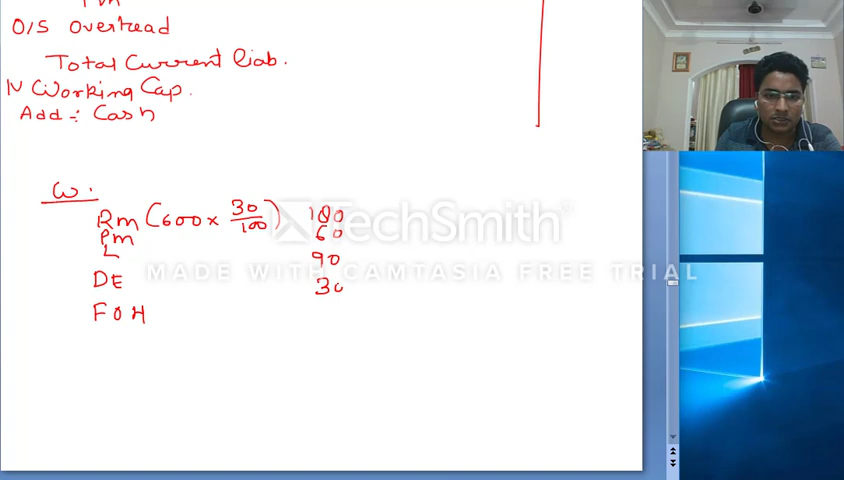 O/S Overhead
Total Current liab.
N Working Cap.
Add :- Cash
W.
Rm (600 × 30/100) 180
Pm 60
L 90
DE 30
FOH
TechSmith
MADE WITH CAMTASIA FREE TRIAL